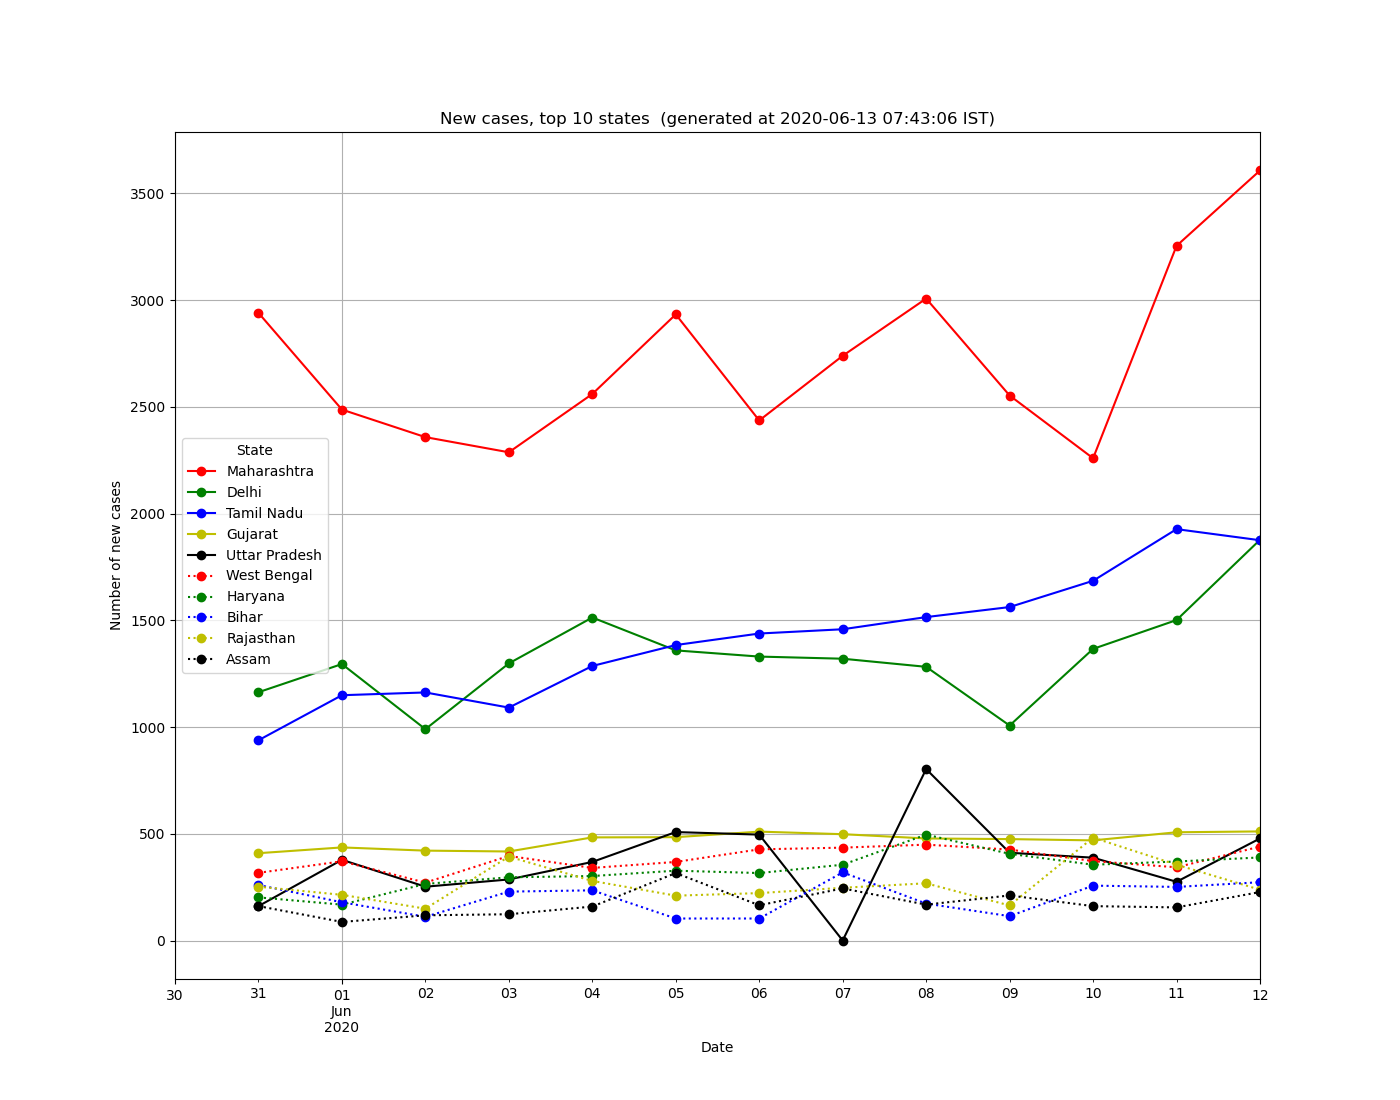 New cases, top 10 states  (generated at 2020-06-13 07:43:06 IST)
3500
3000
2500
2000
1500
1000
500
0
Number of new cases
State
Maharashtra
Delhi
Tamil Nadu
Gujarat
Uttar Pradesh
West Bengal
Haryana
Bihar
Rajasthan
Assam
30 31 01 02 03 04 05 06 07 08 09 10 11 12
Jun
2020
Date